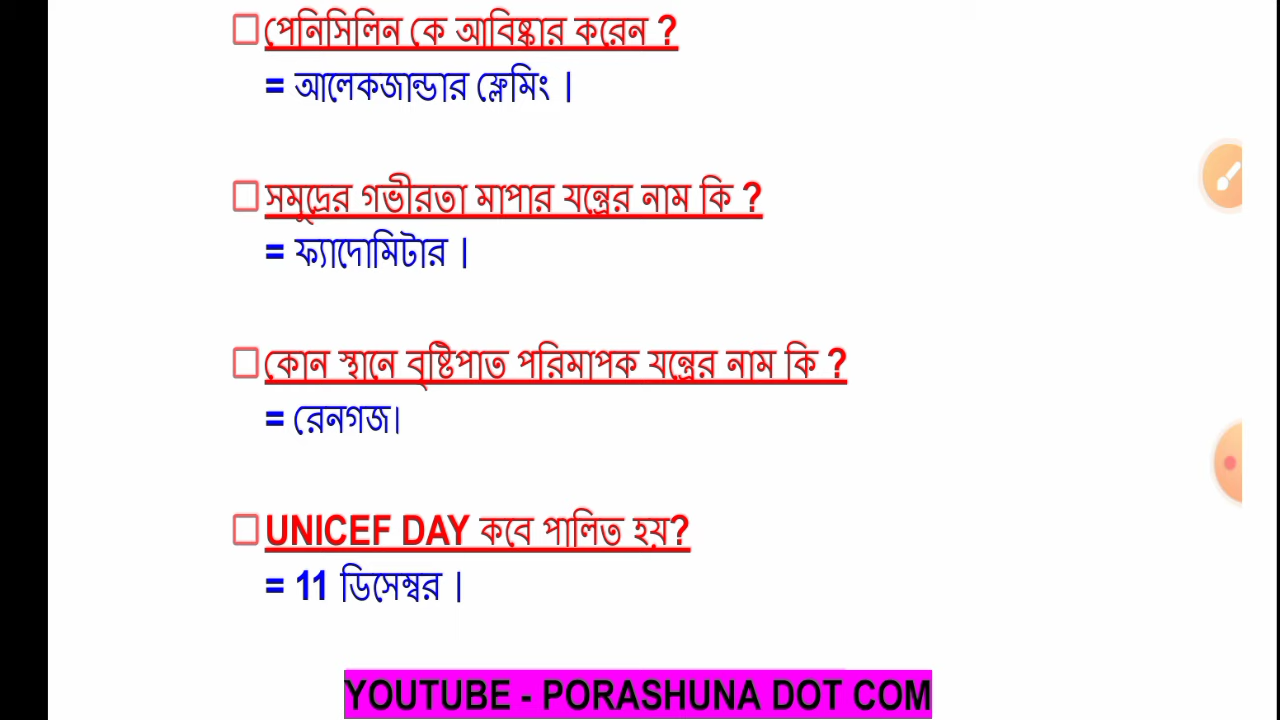 পেনিসিলিন কে আবিষ্কার করেন ?
= আলেকজান্ডার ফ্লেমিং ।
সমুদ্রের গভীরতা মাপার যন্ত্রের নাম কি ?
= ফ্যাদোমিটার ।
কোন স্থানে বৃষ্টিপাত পরিমাপক যন্ত্রের নাম কি ?
= রেনগজ।
UNICEF DAY কবে পালিত হয়?
= 11 ডিসেম্বর ।
YOUTUBE - PORASHUNA DOT COM